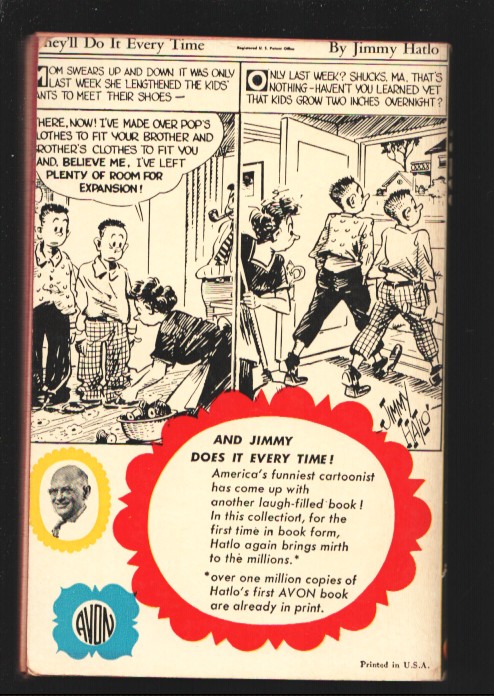 hey'll Do It Every Time
Registered U. S. Patent Office
By Jimmy Hatlo
MOM SWEARS UP AND DOWN IT WAS ONLY
LAST WEEK SHE LENGTHENED THE KIDS'
NTS TO MEET THEIR SHOES —
ONLY LAST WEEK? SHUCKS, MA, THAT'S
NOTHING - HAVEN'T YOU LEARNED YET
THAT KIDS GROW TWO INCHES OVERNIGHT?
HERE, NOW! I'VE MADE OVER POP'S
LOTHES TO FIT YOUR BROTHER AND
ROTHER'S CLOTHES TO FIT YOU
AND, BELIEVE ME, I'VE LEFT
PLENTY OF ROOM FOR
EXPANSION!
JIMMY
HATLO
AND JIMMY
DOES IT EVERY TIME!
America's funniest cartoonist
has come up with
another laugh-filled book!
In this collection, for the
first time in book form,
Hatlo again brings mirth
to the millions.*
*over one million copies of
Hatlo's first AVON book
are already in print.
AVON
Printed in U.S.A.